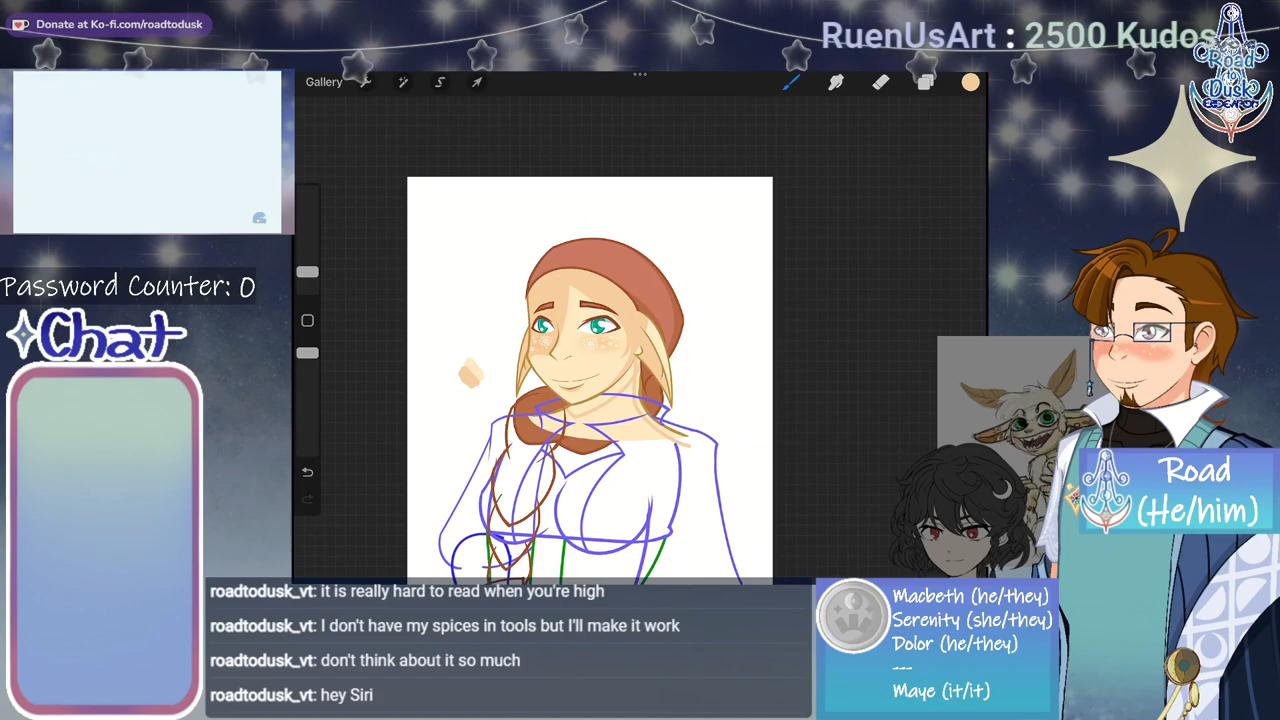 Donate at Ko-fi.com/roadtodusk
RuenUsArt : 2500 Kudos
Road
to
Dusk
Gallery
Password Counter: 0
Chat
Road
(He/him)
roadtodusk_vt: it is really hard to read when you're high
roadtodusk_vt: I don't have my spices in tools but I'll make it work
roadtodusk_vt: don't think about it so much
roadtodusk_vt: hey Siri
Macbeth (he/they)
Serenity (she/they)
Dolor (he/they)
---
Maye (it/it)